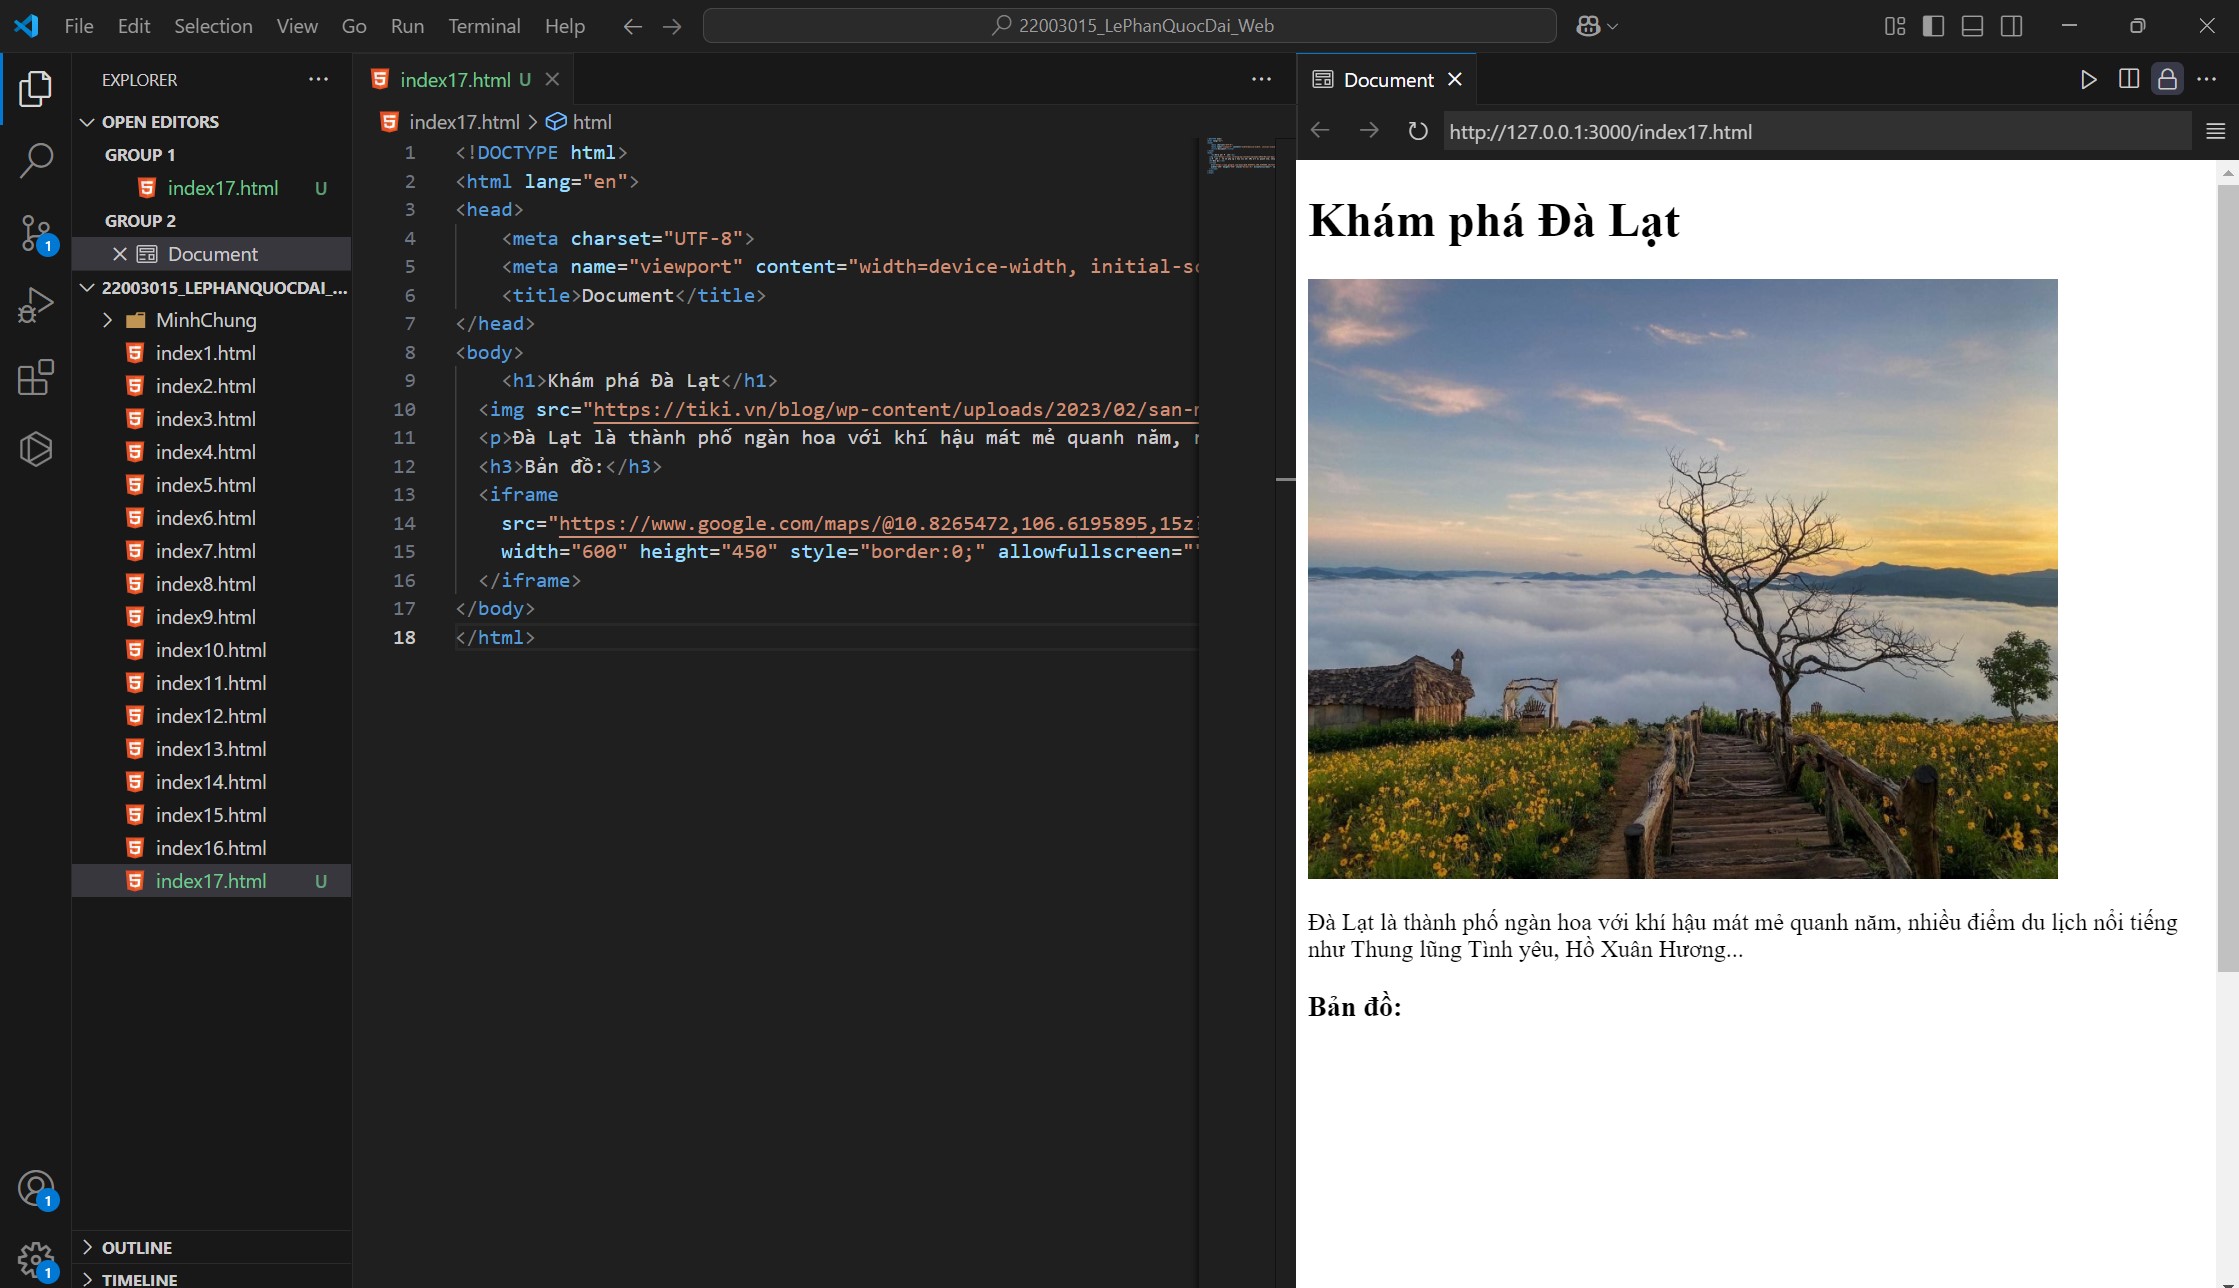 File Edit Selection View Go Run Terminal Help
22003015_LePhanQuocDai_Web
EXPLORER
OPEN EDITORS
GROUP 1
index17.html U
GROUP 2
Document
22003015_LEPHANQUOCDAI_...
MinhChung
index1.html
index2.html
index3.html
index4.html
index5.html
index6.html
index7.html
index8.html
index9.html
index10.html
index11.html
index12.html
index13.html
index14.html
index15.html
index16.html
index17.html U
OUTLINE
TIMELINE
1
1
1
index17.html U
index17.html > html
1 <!DOCTYPE html>
2 <html lang="en">
3 <head>
4 <meta charset="UTF-8">
5 <meta name="viewport" content="width=device-width, initial-sc
6 <title>Document</title>
7 </head>
8 <body>
9 <h1>Khám phá Đà Lạt</h1>
10 <img src="https://tiki.vn/blog/wp-content/uploads/2023/02/san-
11 <p>Đà Lạt là thành phố ngàn hoa với khí hậu mát mẻ quanh năm,
12 <h3>Bản đồ:</h3>
13 <iframe
14 src="https://www.google.com/maps/@10.8265472,106.6195895,15z?
15 width="600" height="450" style="border:0;" allowfullscreen=""
16 </iframe>
17 </body>
18 </html>
Document
http://127.0.0.1:3000/index17.html
Khám phá Đà Lạt
Đà Lạt là thành phố ngàn hoa với khí hậu mát mẻ quanh năm, nhiều điểm du lịch nổi tiếng
như Thung lũng Tình yêu, Hồ Xuân Hương...
Bản đồ: